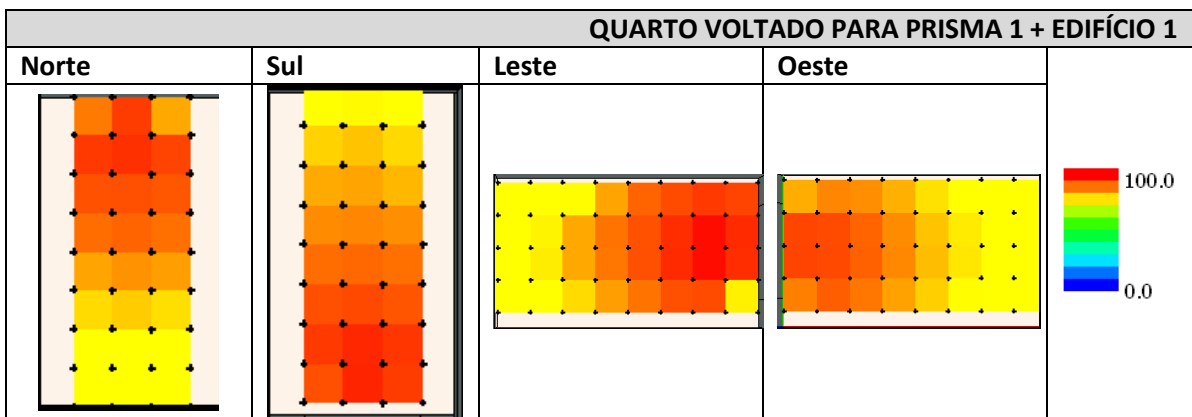 QUARTO VOLTADO PARA PRISMA 1 + EDIFÍCIO 1
Norte Sul Leste Oeste
100.0
0.0